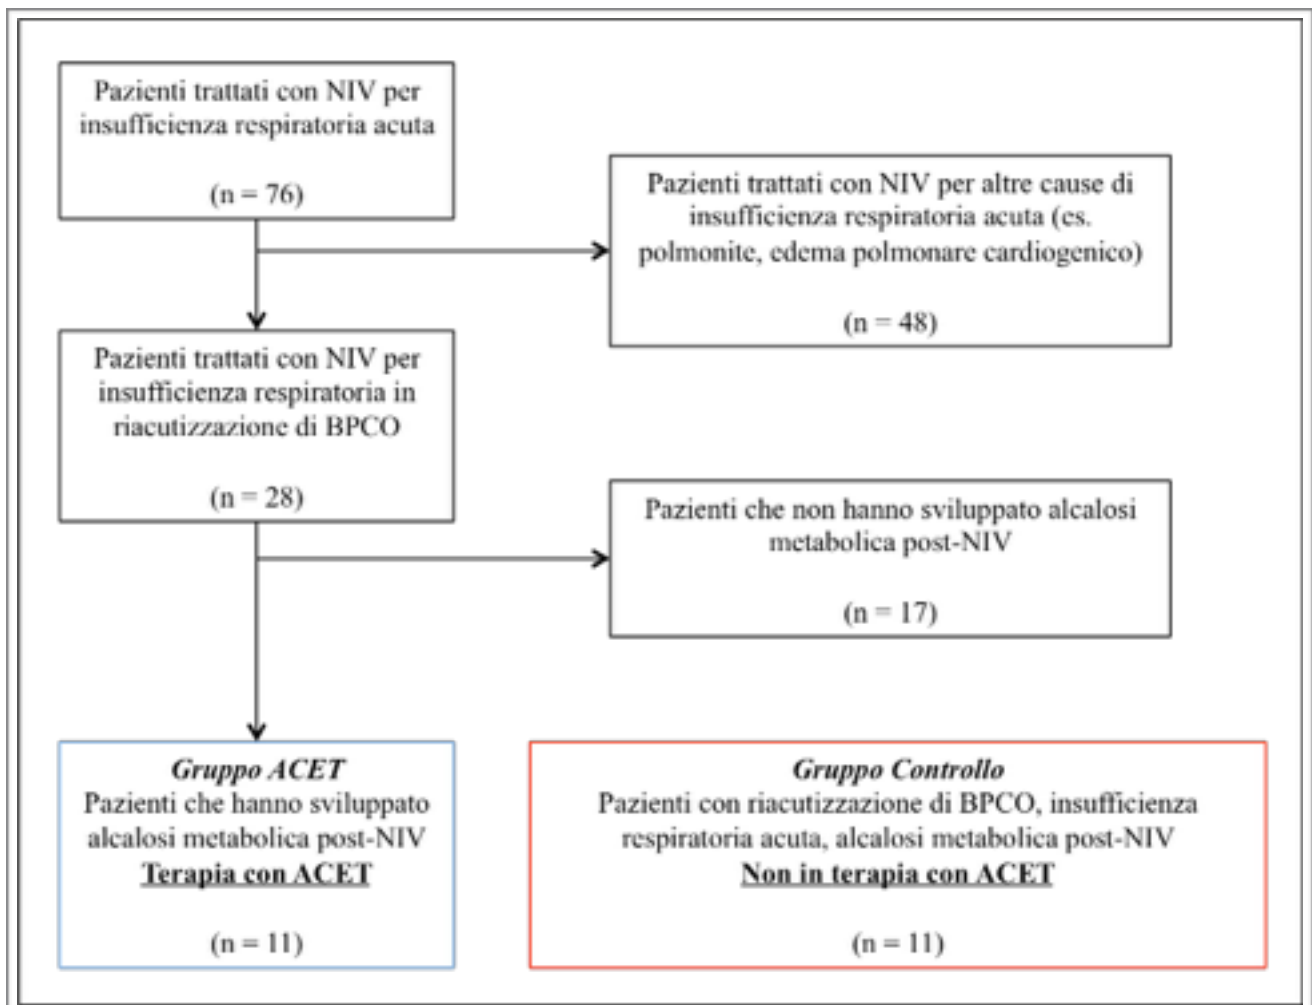 Pazienti trattati con NIV per
insufficienza respiratoria acuta
(n = 76)
Pazienti trattati con NIV per altre cause di
insufficienza respiratoria acuta (es.
polmonite, edema polmonare cardiogenico)
(n = 48)
Pazienti trattati con NIV per
insufficienza respiratoria in
riacutizzazione di BPCO
(n = 28)
Pazienti che non hanno sviluppato alcalosi
metabolica post-NIV
(n = 17)
Gruppo ACET
Pazienti che hanno sviluppato
alcalosi metabolica post-NIV
Terapia con ACET
(n = 11)
Gruppo Controllo
Pazienti con riacutizzazione di BPCO, insufficienza
respiratoria acuta, alcalosi metabolica post-NIV
Non in terapia con ACET
(n = 11)